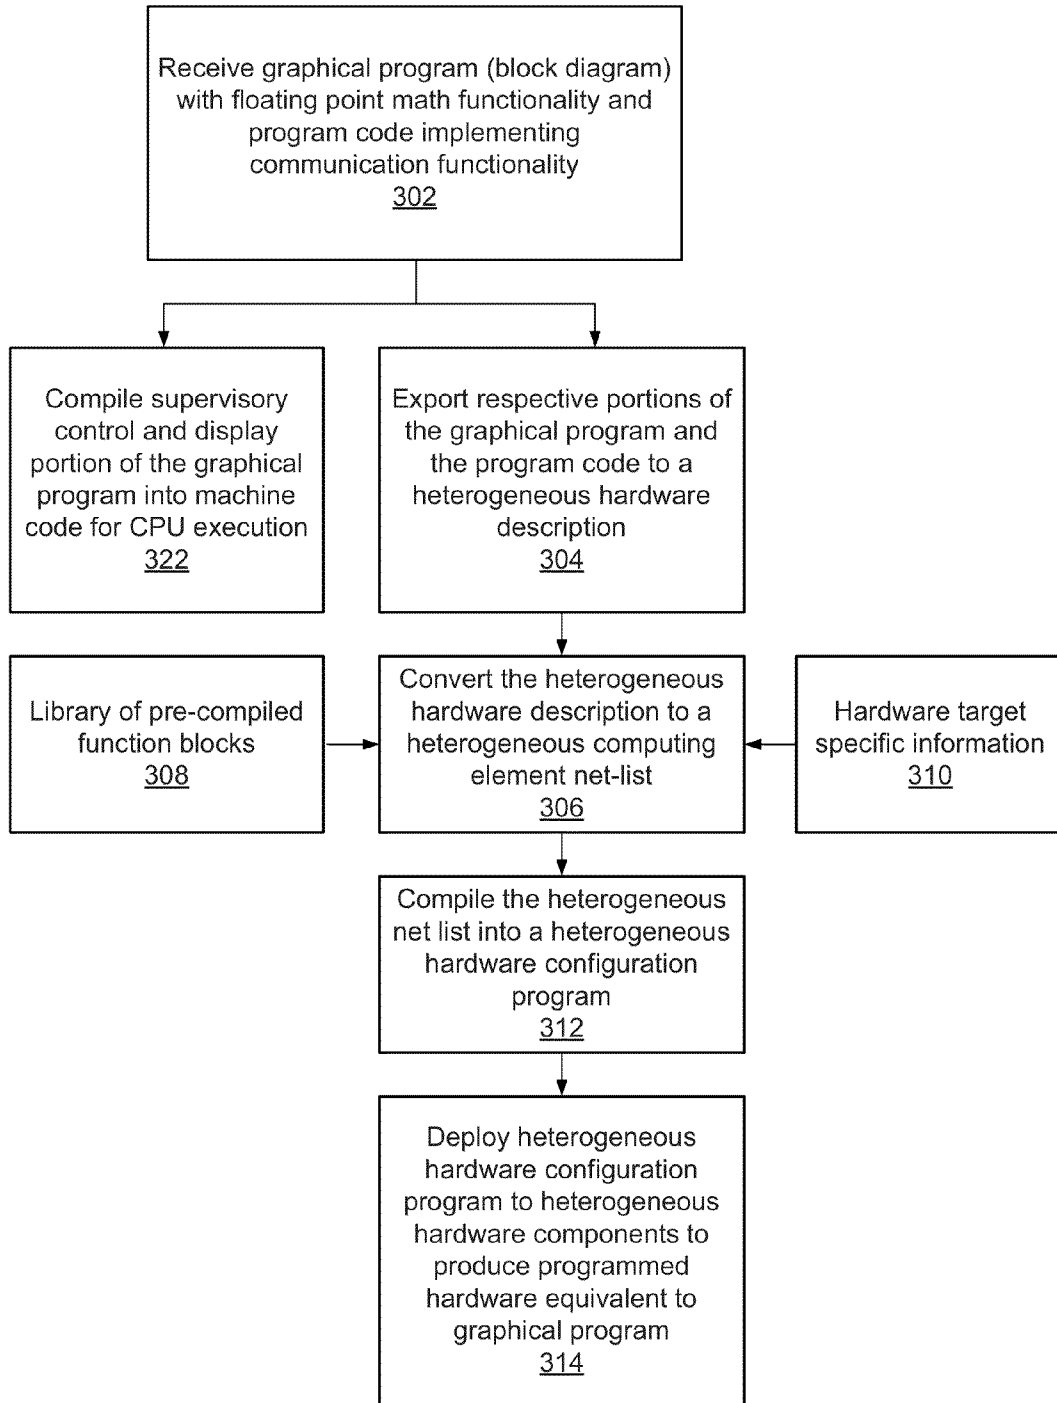 Receive graphical program (block diagram)
with floating point math functionality and
program code implementing
communication functionality
302
Compile supervisory
control and display
portion of the graphical
program into machine
code for CPU execution
322
Export respective portions of
the graphical program and
the program code to a
heterogeneous hardware
description
304
Library of pre-compiled
function blocks
308
Convert the heterogeneous
hardware description to a
heterogeneous computing
element net-list
306
Hardware target
specific information
310
Compile the heterogeneous
net list into a heterogeneous
hardware configuration
program
312
Deploy heterogeneous
hardware configuration
program to heterogeneous
hardware components to
produce programmed
hardware equivalent to
graphical program
314